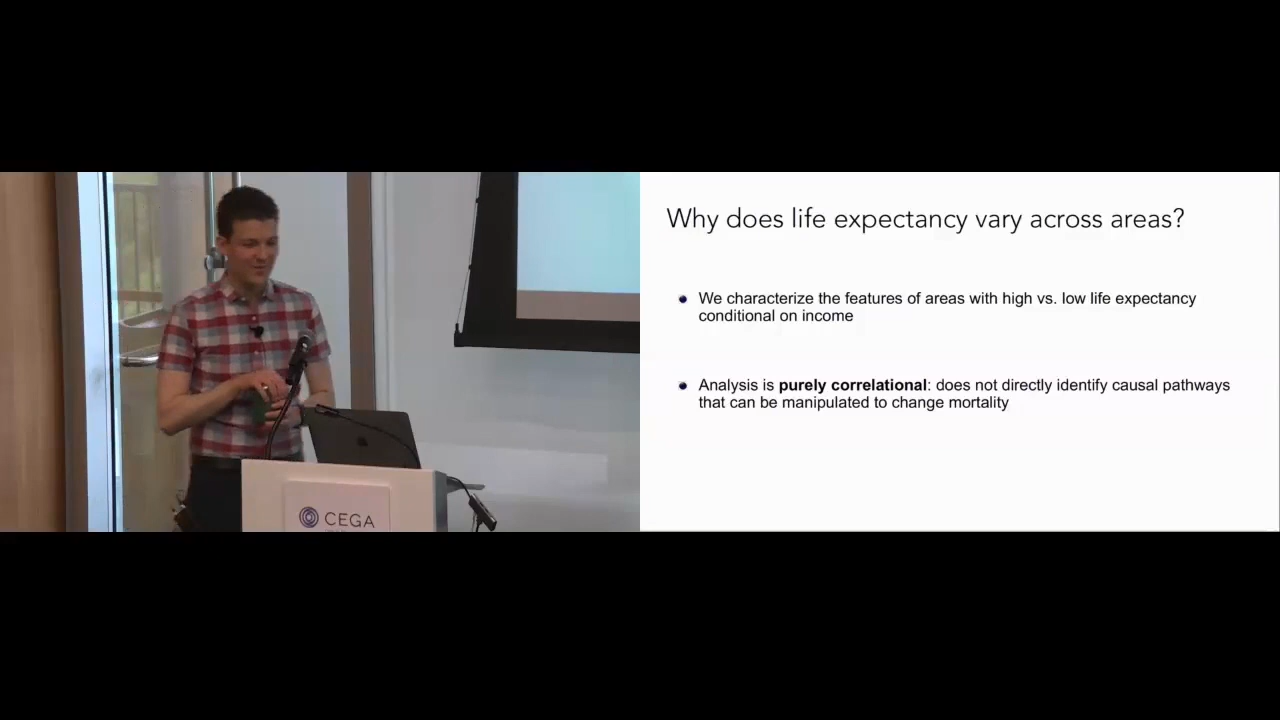 Why does life expectancy vary across areas?
We characterize the features of areas with high vs. low life expectancy
conditional on income
Analysis is purely correlational: does not directly identify causal pathways
that can be manipulated to change mortality
CEGA